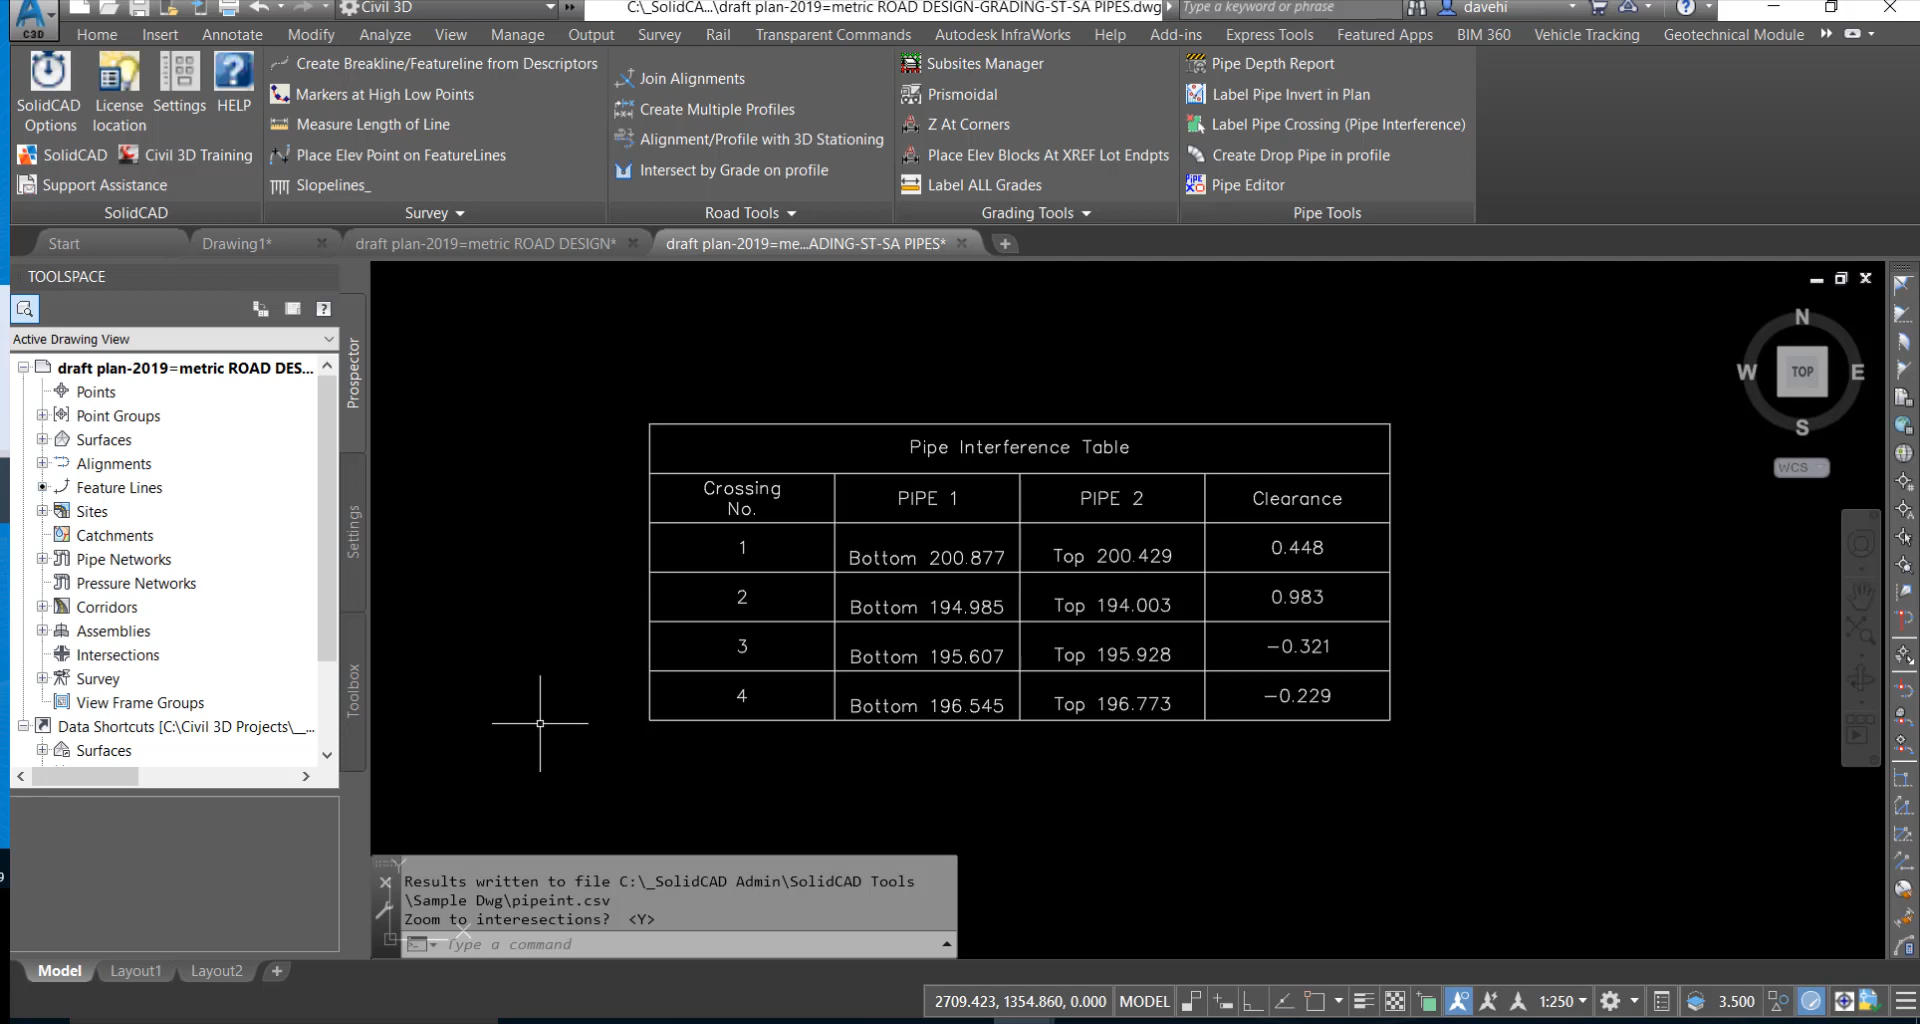 C3D
Civil 3D
C:\_SolidCA...\draft plan-2019=metric ROAD DESIGN-GRADING-ST-SA PIPES.dwg
Type a keyword or phrase
davehi
Home Insert Annotate Modify Analyze View Manage Output Survey Rail Transparent Commands Autodesk InfraWorks Help Add-ins Express Tools Featured Apps BIM 360 Vehicle Tracking Geotechnical Module
SolidCAD Options
License location
Settings
HELP
SolidCAD
Civil 3D Training
Support Assistance
SolidCAD
Create Breakline/Featureline from Descriptors
Markers at High Low Points
Measure Length of Line
Place Elev Point on FeatureLines
Slopelines_
Survey
Join Alignments
Create Multiple Profiles
Alignment/Profile with 3D Stationing
Intersect by Grade on profile
Road Tools
Subsites Manager
Prismoidal
Z At Corners
Place Elev Blocks At XREF Lot Endpts
Label ALL Grades
Grading Tools
Pipe Depth Report
Label Pipe Invert in Plan
Label Pipe Crossing (Pipe Interference)
Create Drop Pipe in profile
Pipe Editor
Pipe Tools
Start
Drawing1*
draft plan-2019=metric ROAD DESIGN*
draft plan-2019=me...ADING-ST-SA PIPES*
TOOLSPACE
Active Drawing View
draft plan-2019=metric ROAD DES...
Points
Point Groups
Surfaces
Alignments
Feature Lines
Sites
Catchments
Pipe Networks
Pressure Networks
Corridors
Assemblies
Intersections
Survey
View Frame Groups
Data Shortcuts [C:\Civil 3D Projects\__...
Surfaces
Prospector
Settings
Toolbox
N
W TOP E
S
WCS
Pipe Interference Table
Crossing No. PIPE 1 PIPE 2 Clearance
1 Bottom 200.877 Top 200.429 0.448
2 Bottom 194.985 Top 194.003 0.983
3 Bottom 195.607 Top 195.928 -0.321
4 Bottom 196.545 Top 196.773 -0.229
Y
Results written to file C:\_SolidCAD Admin\SolidCAD Tools
\Sample Dwg\pipeint.csv
Zoom to interesections? <Y>
X
Type a command
Model Layout1 Layout2
2709.423, 1354.860, 0.000 MODEL 1:250 3.500